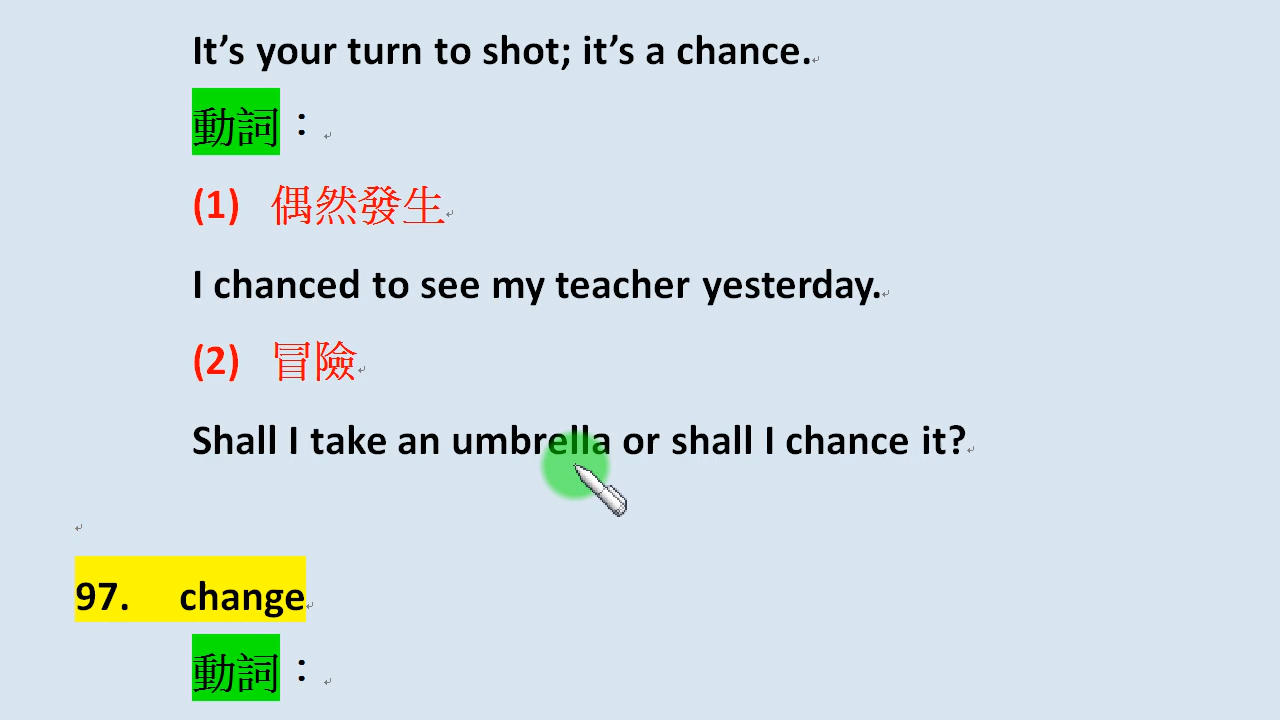 It’s your turn to shot; it’s a chance.
動詞：
(1) 偶然發生
I chanced to see my teacher yesterday.
(2) 冒險
Shall I take an umbrella or shall I chance it?
97. change
動詞：